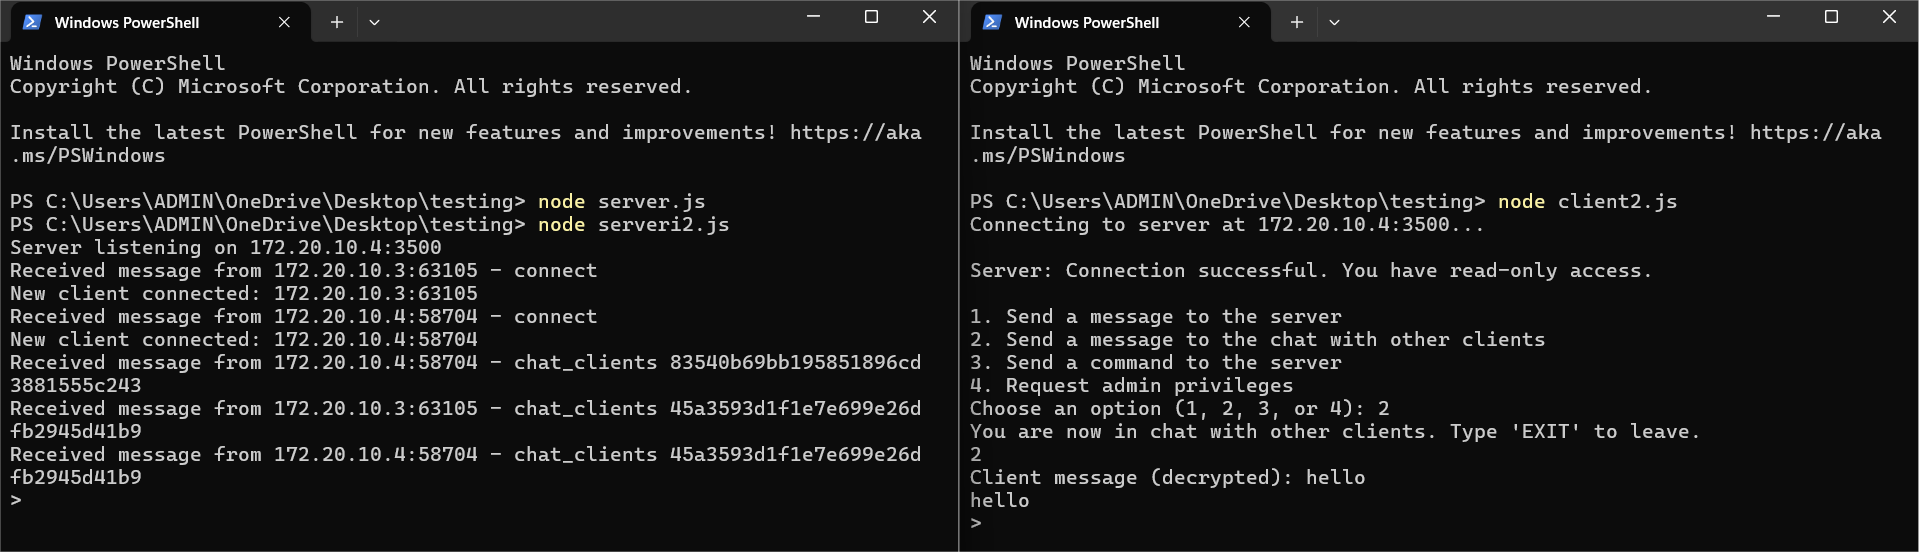 Windows PowerShell
Windows PowerShell
Copyright (C) Microsoft Corporation. All rights reserved.
Install the latest PowerShell for new features and improvements! https://aka
.ms/PSWindows
PS C:\Users\ADMIN\OneDrive\Desktop\testing> node server.js
PS C:\Users\ADMIN\OneDrive\Desktop\testing> node serveri2.js
Server listening on 172.20.10.4:3500
Received message from 172.20.10.3:63105 - connect
New client connected: 172.20.10.3:63105
Received message from 172.20.10.4:58704 - connect
New client connected: 172.20.10.4:58704
Received message from 172.20.10.4:58704 - chat_clients 83540b69bb195851896cd
3881555c243
Received message from 172.20.10.3:63105 - chat_clients 45a3593d1f1e7e699e26d
fb2945d41b9
Received message from 172.20.10.4:58704 - chat_clients 45a3593d1f1e7e699e26d
fb2945d41b9
>
Windows PowerShell
Windows PowerShell
Copyright (C) Microsoft Corporation. All rights reserved.
Install the latest PowerShell for new features and improvements! https://aka
.ms/PSWindows
PS C:\Users\ADMIN\OneDrive\Desktop\testing> node client2.js
Connecting to server at 172.20.10.4:3500...
Server: Connection successful. You have read-only access.
1. Send a message to the server
2. Send a message to the chat with other clients
3. Send a command to the server
4. Request admin privileges
Choose an option (1, 2, 3, or 4): 2
You are now in chat with other clients. Type 'EXIT' to leave.
2
Client message (decrypted): hello
hello
>